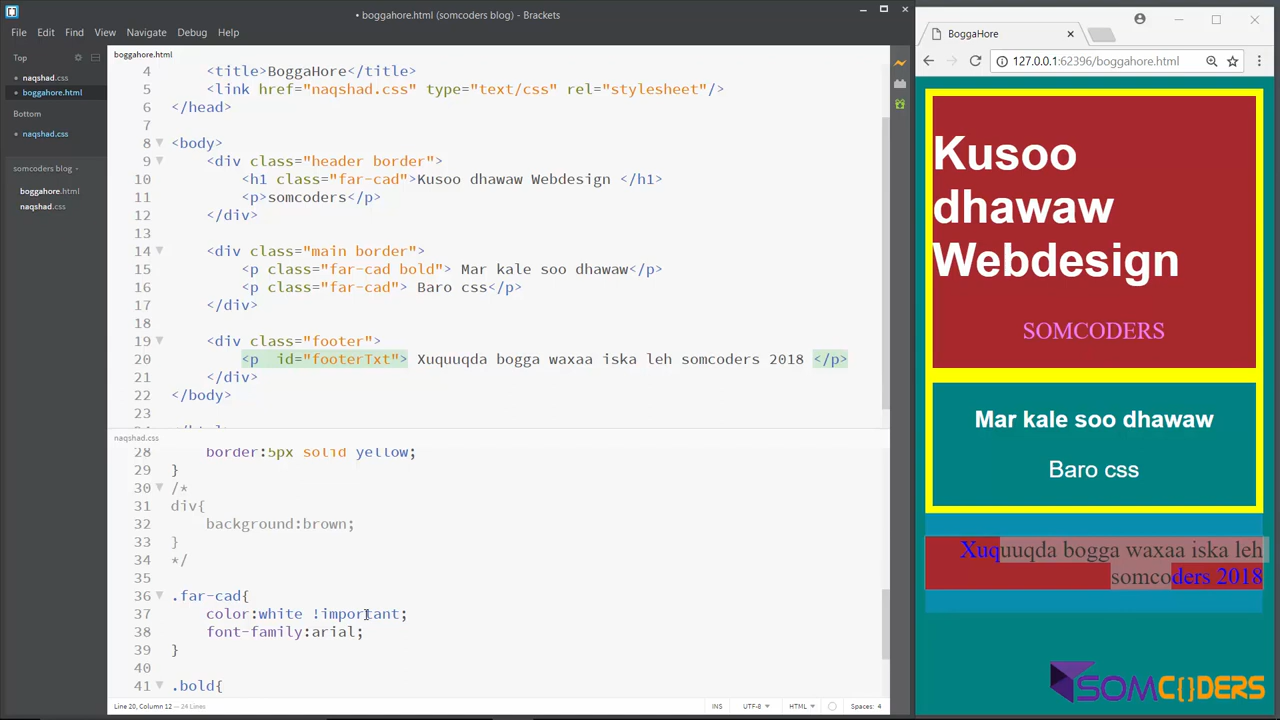 • boggahore.html (somcoders blog) - Brackets
File Edit Find View Navigate Debug Help
Top
naqshad.css
boggahore.html
Bottom
naqshad.css
somcoders blog
boggahore.html
naqshad.css
boggahore.html
4 <title>BoggaHore</title>
5 <link href="naqshad.css" type="text/css" rel="stylesheet"/>
6 </head>
7
8 <body>
9 <div class="header border">
10 <h1 class="far-cad">Kusoo dhawaw Webdesign </h1>
11 <p>somcoders</p>
12 </div>
13
14 <div class="main border">
15 <p class="far-cad bold"> Mar kale soo dhawaw</p>
16 <p class="far-cad"> Baro css</p>
17 </div>
18
19 <div class="footer">
20 <p id="footerTxt"> Xuquuqda bogga waxaa iska leh somcoders 2018 </p>
21 </div>
22 </body>
23
naqshad.css
28 border:5px solid yellow;
29 }
30 /*
31 div{
32 background:brown;
33 }
34 */
35
36 .far-cad{
37 color:white !important;
38 font-family:arial;
39 }
40
41 .bold{
Line 20, Column 12 — 24 Lines
INS UTF-8 HTML Spaces: 4
BoggaHore
127.0.0.1:62396/boggahore.html
Kusoo
dhawaw
Webdesign
SOMCODERS
Mar kale soo dhawaw
Baro css
Xuquuqda bogga waxaa iska leh
somcoders 2018
SOMC{}DERS